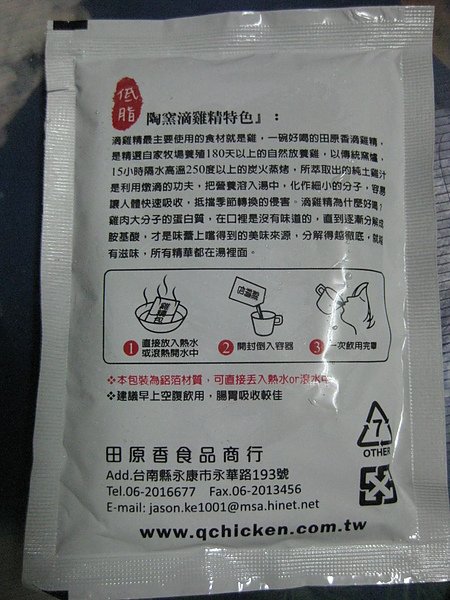 低脂
陶窯滴雞精特色』:
滴雞精最主要使用的食材就是雞,一碗好喝的田原香滴雞精,
是精選自家牧場養殖180天以上的自然放養雞,以傳統窯爐,
15小時隔水高溫250度以上的炭火蒸烤,所萃取出的純土雞汁
是利用燉滴的功夫,把營養溶入湯中,化作細小的分子,容易
讓人體快速吸收,抵擋季節轉換的侵害。滴雞精為什麼好喝?
雞肉大分子的蛋白質,在口裡是沒有味道的,直到逐漸分解成
胺基酸,才是味蕾上嚐得到的美味來源,分解得越徹底,就越
有滋味,所有精華都在湯裡面。
雞精包
1 直接放入熱水
或滾熱開水中
2 開封倒入容器
3 一次飲用完畢
❖本包裝為鋁箔材質,可直接丟入熱水or滾水中
❖建議早上空腹飲用,腸胃吸收較佳
7
OTHER
田原香食品商行
Add.台南縣永康市永華路193號
Tel.06-2016677 Fax.06-2013456
E-mail: jason.ke1001@msa.hinet.net
www.qchicken.com.tw